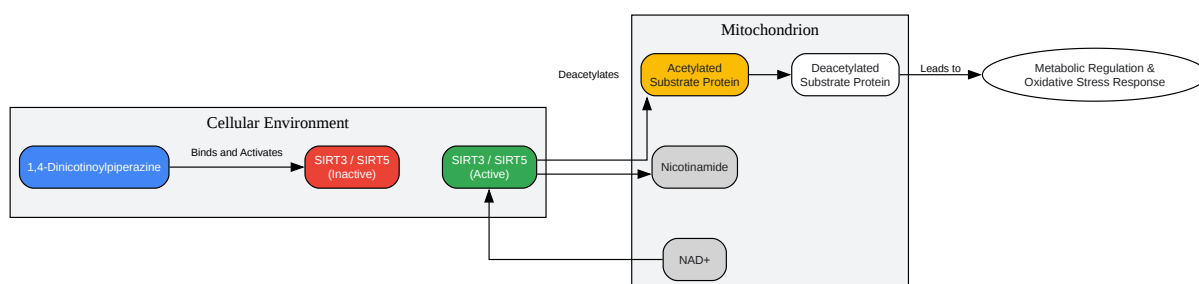 Mitochondrion
Deacetylates
Acetylated
Substrate Protein
Deacetylated
Substrate Protein
Leads to
Metabolic Regulation &
Oxidative Stress Response
Cellular Environment
1,4-Dinicotinoylpiperazine
Binds and Activates
SIRT3 / SIRT5
(Inactive)
SIRT3 / SIRT5
(Active)
Nicotinamide
NAD+